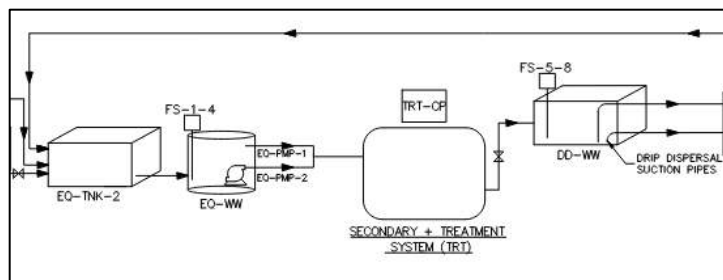 FS-5-8
FS-1-4
TRT-CP
EQ-PMP-1
EQ-PMP-2
DRIP DISPERSAL
SUCTION PIPES
DD-WW
EQ-TNK-2
EQ-WW
SECONDARY + TREATMENT
SYSTEM (TRT)